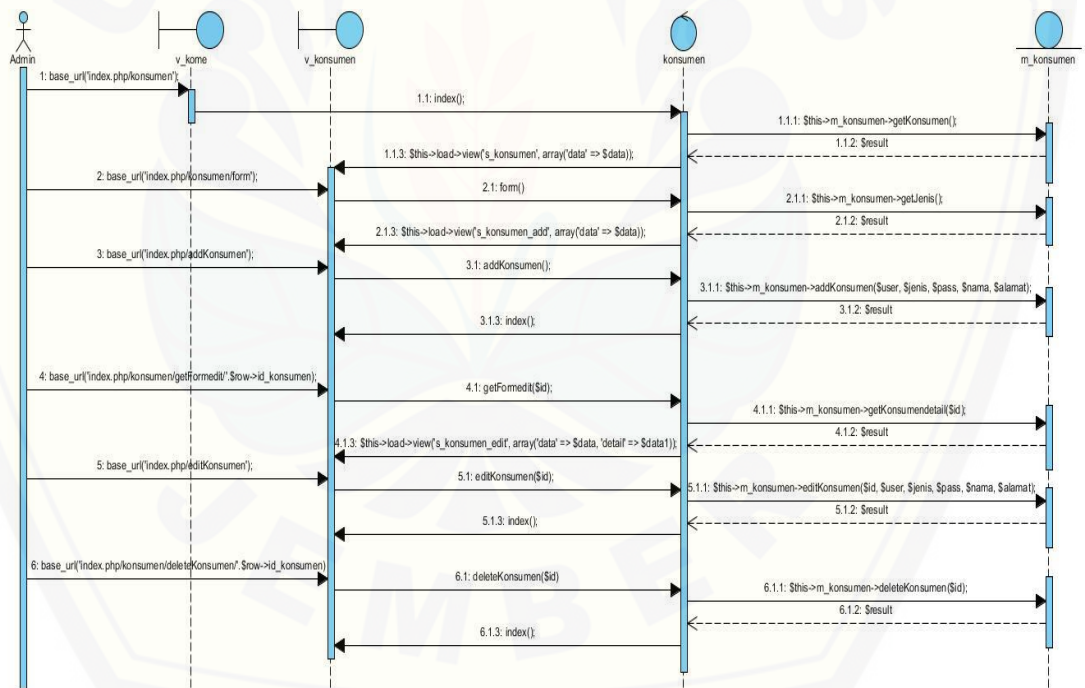 Admin
v_kome
v_konsumen
konsumen
m_konsumen
1: base_url('index.php/konsumen');
1.1: index();
1.1.1: $this->m_konsumen->getKonsumen();
1.1.2: $result
1.1.3: $this->load->view('s_konsumen', array('data' => $data));
2: base_url('index.php/konsumen/form');
2.1: form()
2.1.1: $this->m_konsumen->getJenis();
2.1.2: $result
2.1.3: $this->load->view('s_konsumen_add', array('data' => $data));
3: base_url('index.php/addKonsumen');
3.1: addKonsumen();
3.1.1: $this->m_konsumen->addKonsumen($user, $jenis, $pass, $nama, $alamat);
3.1.2: $result
3.1.3: index();
4: base_url('index.php/konsumen/getFormedit/'.$row->id_konsumen);
4.1: getFormedit($id);
4.1.1: $this->m_konsumen->getKonsumendetail($id);
4.1.2: $result
4.1.3: $this->load->view('s_konsumen_edit', array('data' => $data, 'detail' => $data1));
5: base_url('index.php/editKonsumen');
5.1: editKonsumen($id);
5.1.1: $this->m_konsumen->editKonsumen($id, $user, $jenis, $pass, $nama, $alamat);
5.1.2: $result
5.1.3: index();
6: base_url('index.php/konsumen/deleteKonsumen/'.$row->id_konsumen)
6.1: deleteKonsumen($id)
6.1.1: $this->m_konsumen->deleteKonsumen($id);
6.1.2: $result
6.1.3: index();
JEMBER